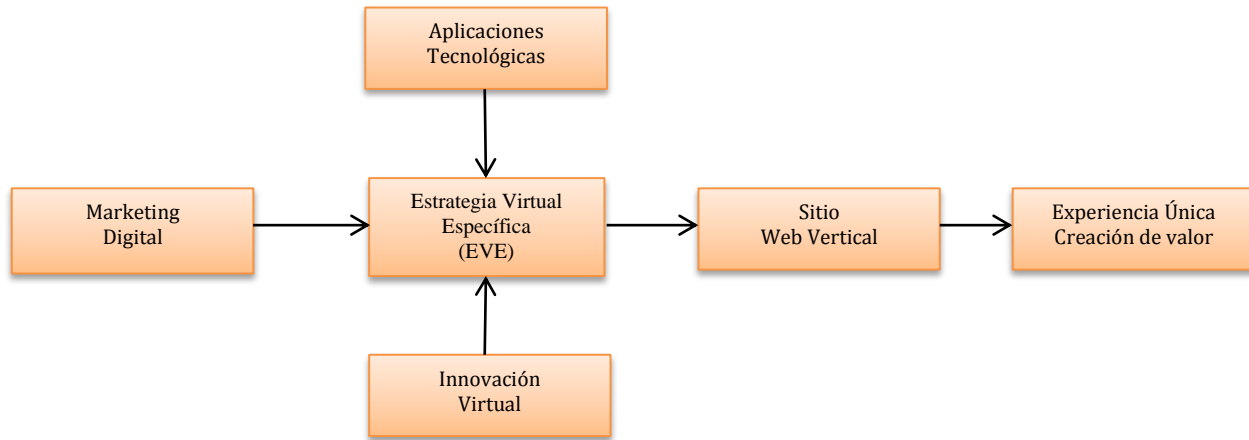 Aplicaciones
Tecnológicas
Marketing
Digital
Estrategia Virtual
Específica
(EVE)
Sitio
Web Vertical
Experiencia Única
Creación de valor
Innovación
Virtual